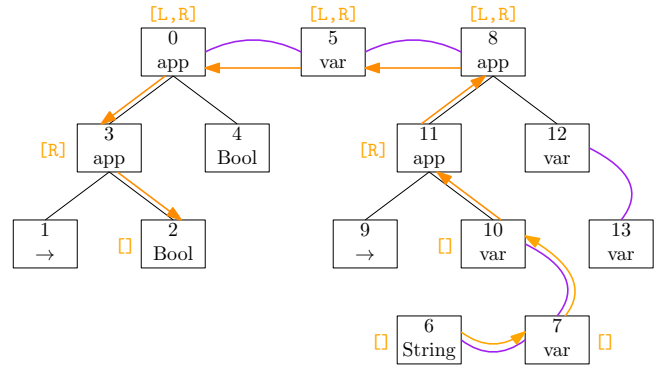 [L,R] [L,R] [L,R]
0 5 8
app var app
3 4 11 12
[R] app Bool [R] app var
1 2 9 10 13
→ [] Bool → [] var var
6 7
[] String var []